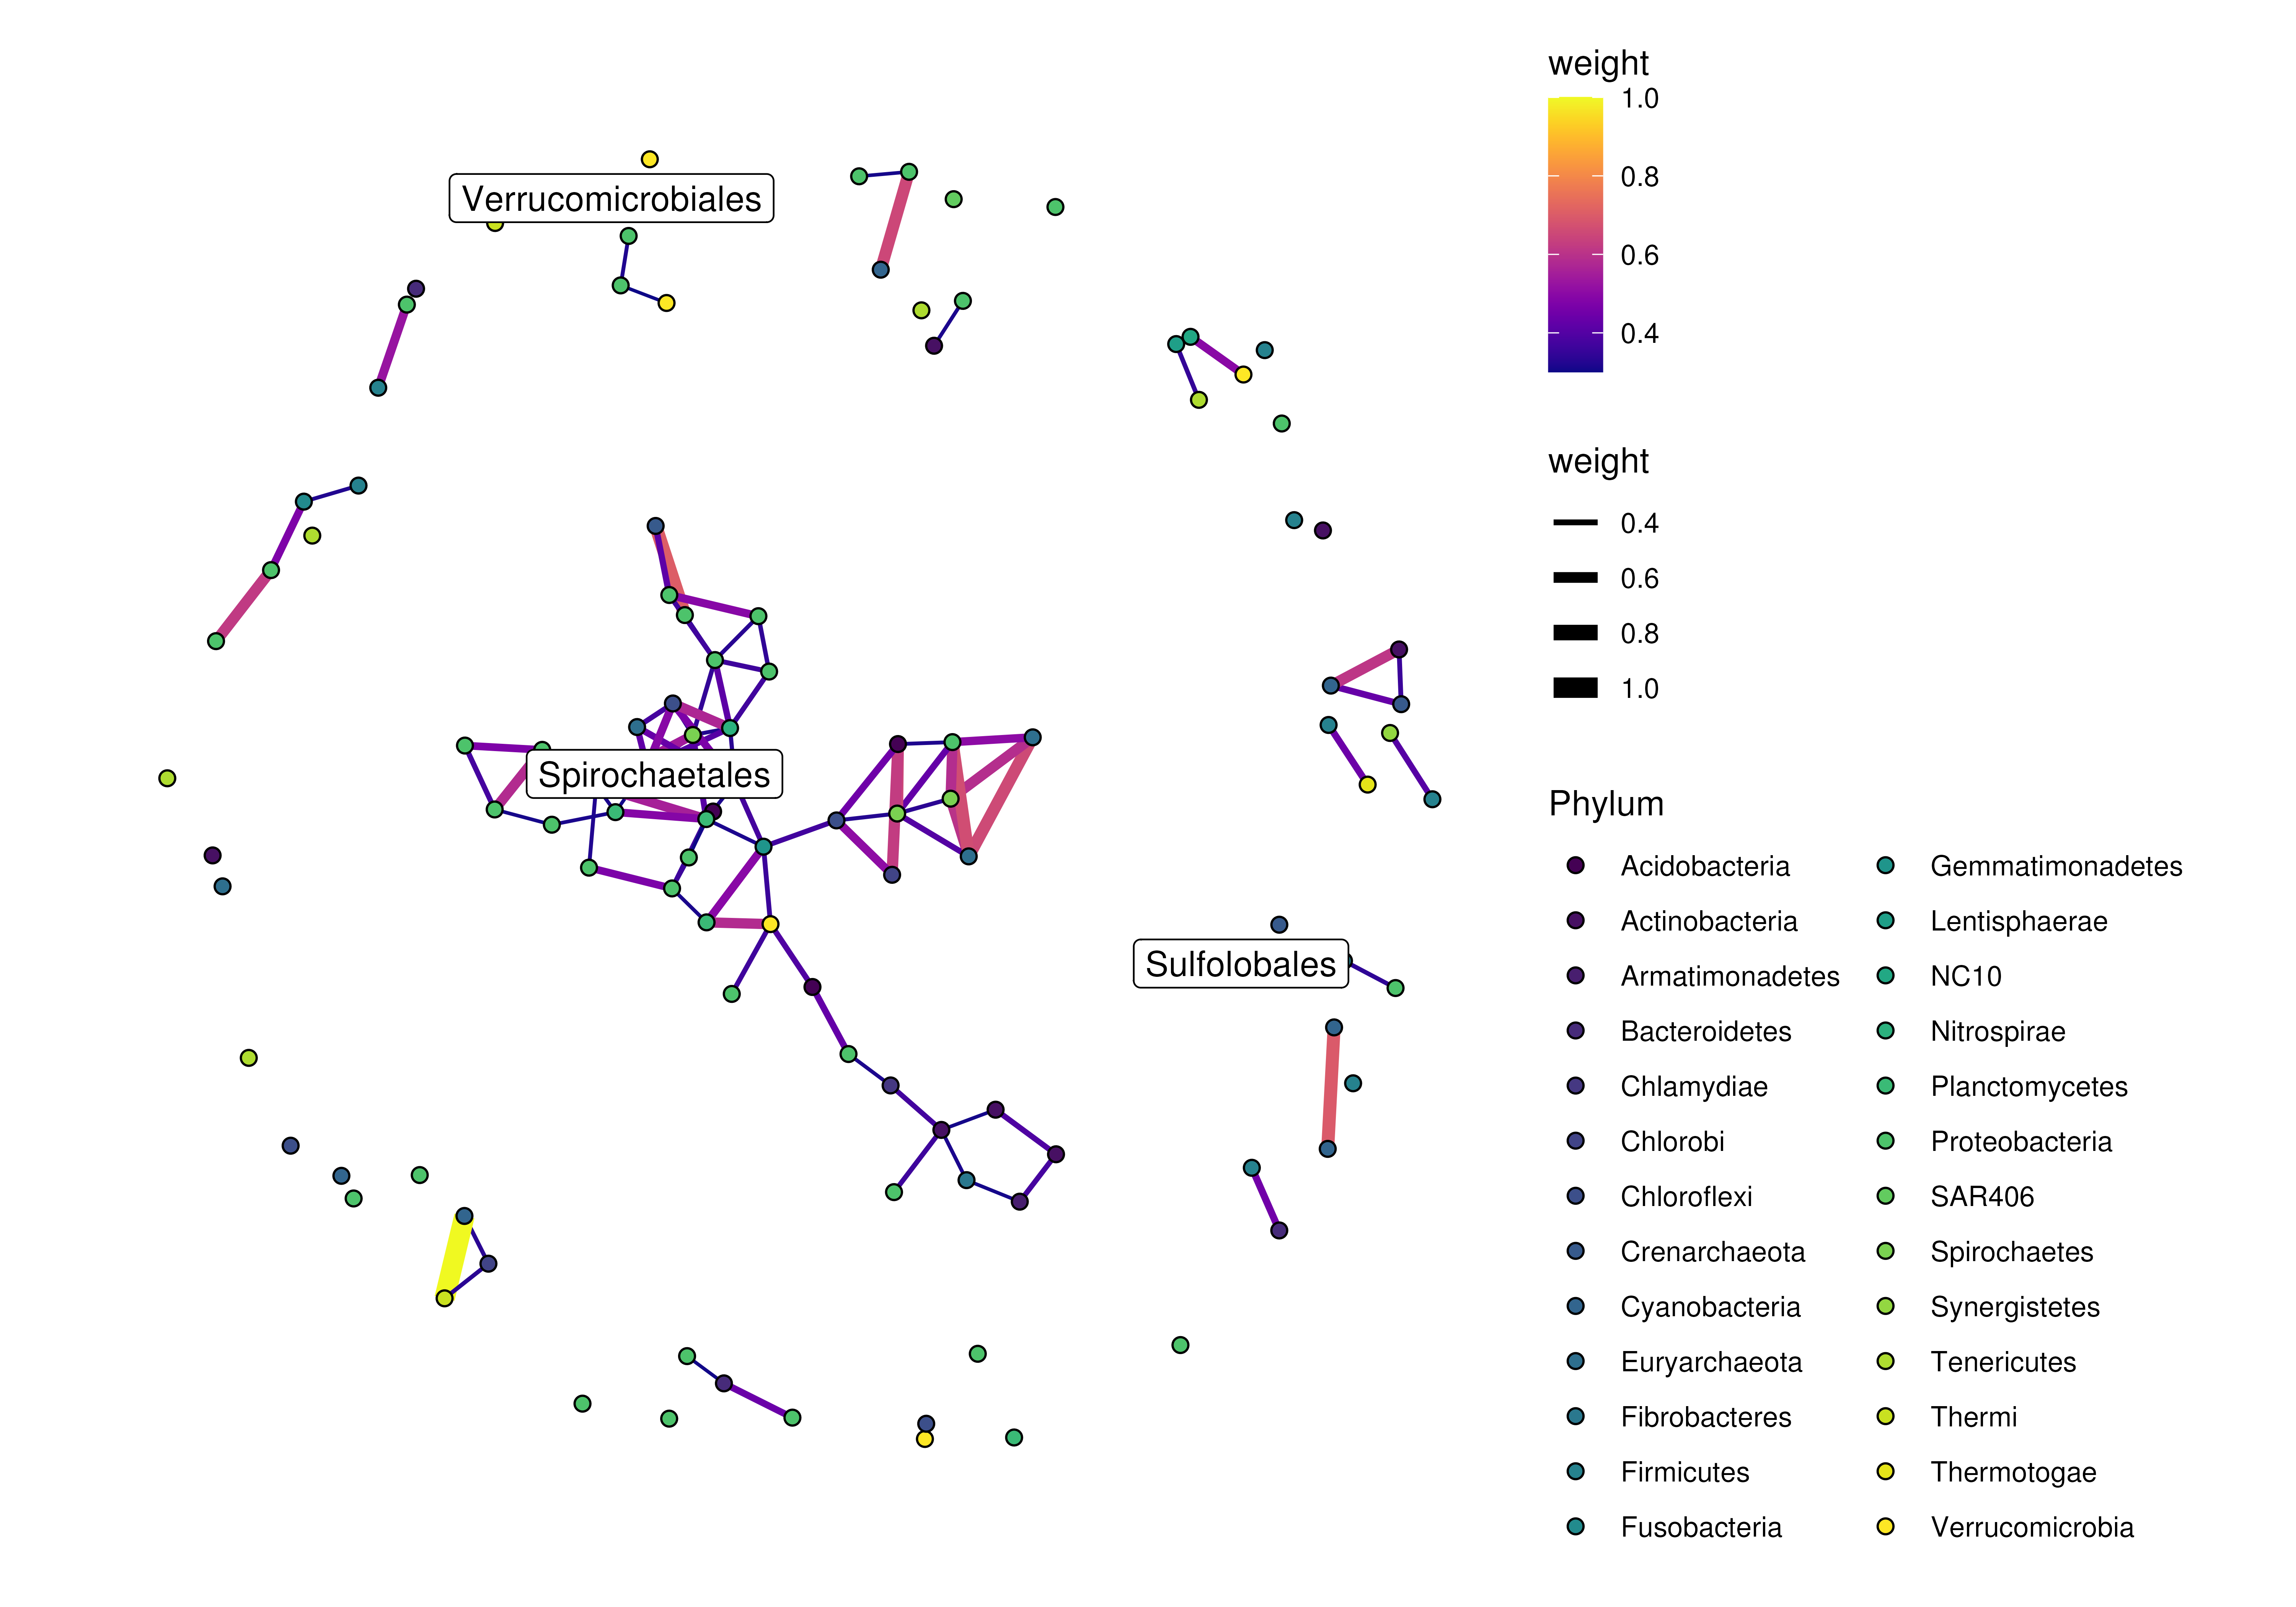 Verrucomicrobiales
Spirochaetales
Sulfolobales
weight
1.0
0.8
0.6
0.4
weight
0.4
0.6
0.8
1.0
Phylum
Acidobacteria
Actinobacteria
Armatimonadetes
Bacteroidetes
Chlamydiae
Chlorobi
Chloroflexi
Crenarchaeota
Cyanobacteria
Euryarchaeota
Fibrobacteres
Firmicutes
Fusobacteria
Gemmatimonadetes
Lentisphaerae
NC10
Nitrospirae
Planctomycetes
Proteobacteria
SAR406
Spirochaetes
Synergistetes
Tenericutes
Thermi
Thermotogae
Verrucomicrobia